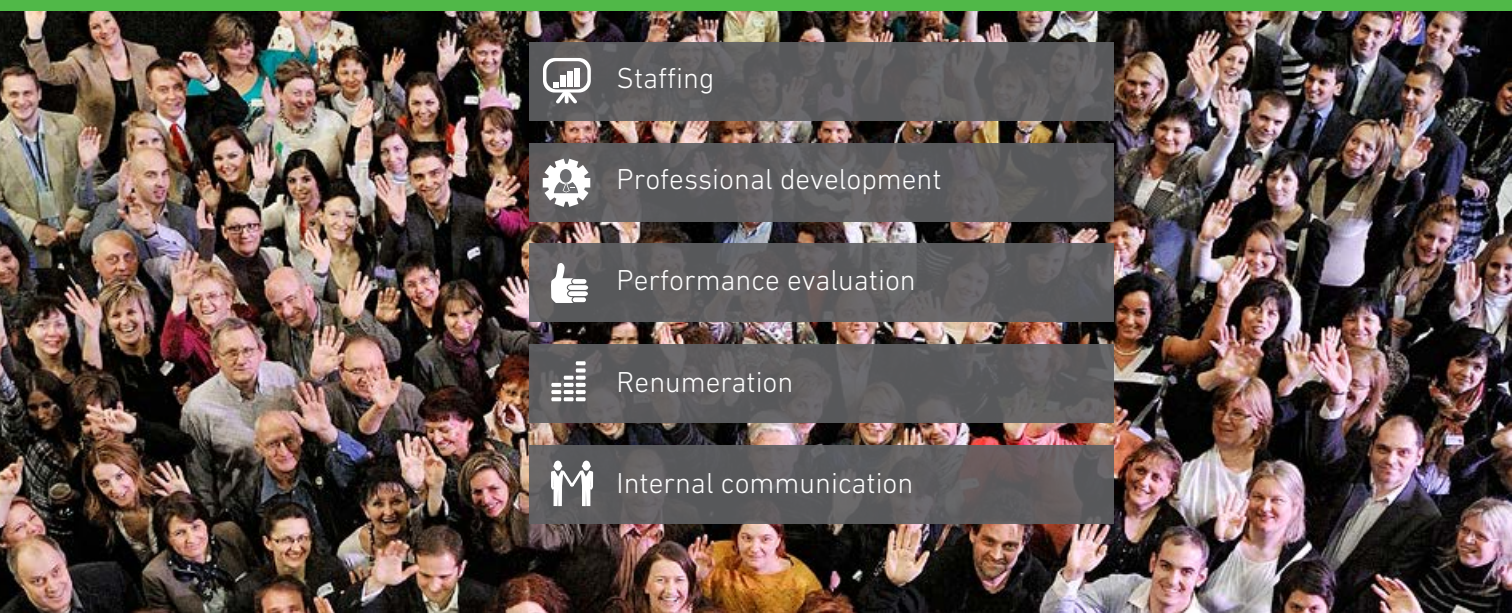 Staffing
Professional development
Performance evaluation
Renumeration
Internal communication